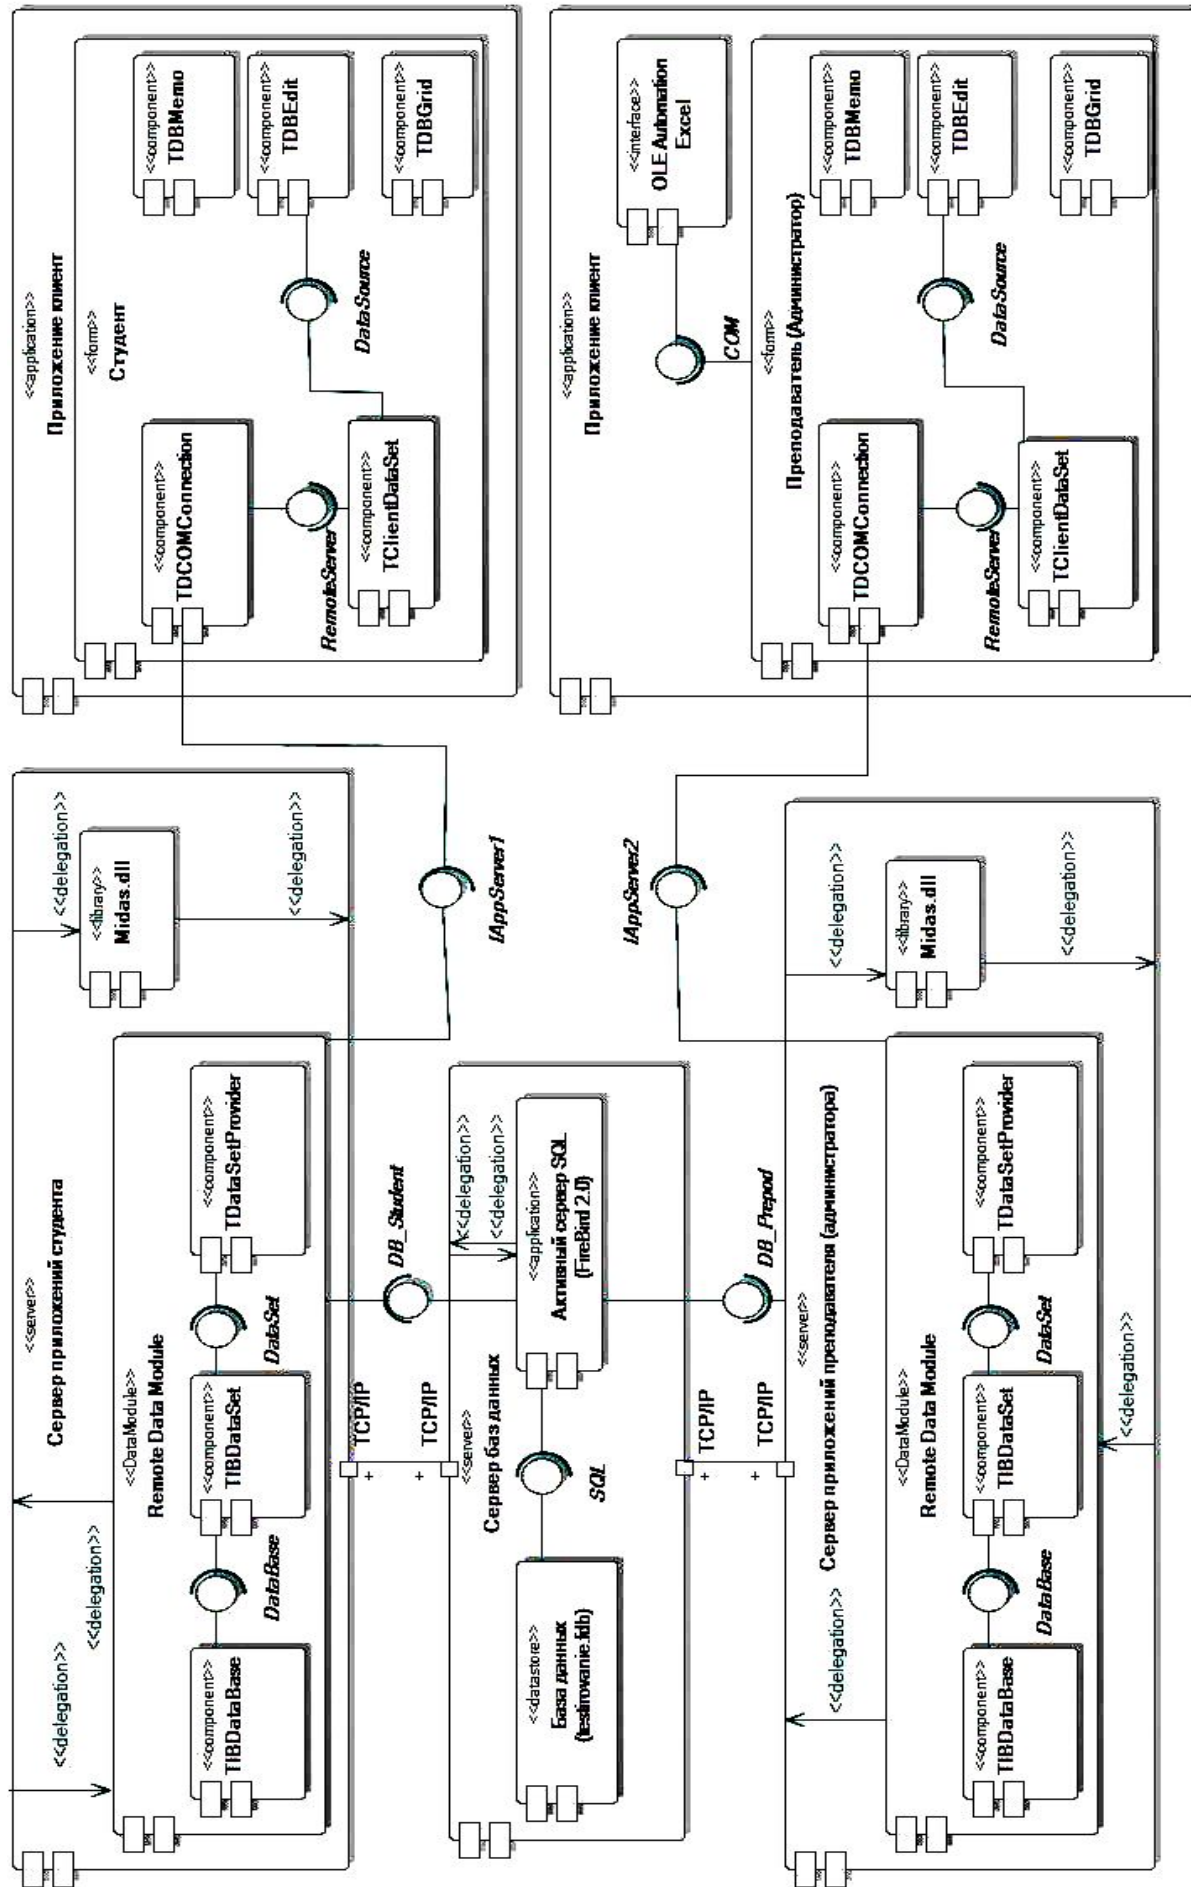 <<server>>
Сервер приложений студента
<<delegation>>
<<delegation>>
<<DataModule>>
Remote Data Module
<<component>>
TIBDataBase
DataBase
<<component>>
TIBDataSet
DataSet
<<component>>
TDataSetProvider
<<delegation>>
<<library>>
Midas.dll
<<delegation>>
<<application>>
Приложение клиент
<<form>>
Студент
<<component>>
TDCOMConnection
RemoteServer
<<component>>
TClientDataSet
DataSource
<<component>>
TDBMemo
<<component>>
TDBEdit
<<component>>
TDBGrid
IAppServer1
TCP/IP
+
DB_Student
TCP/IP
+
<<server>>
Сервер баз данных
<<datastore>>
База данных
(testirowanie.fdb)
SQL
<<delegation>>
<<delegation>>
<<application>>
Активный сервер SQL
(FireBird 2.0)
TCP/IP
+
DB_Prepod
TCP/IP
+
IAppServer2
<<server>>
Сервер приложений преподавателя (администратора)
<<delegation>>
<<DataModule>>
Remote Data Module
<<component>>
TIBDataBase
DataBase
<<component>>
TIBDataSet
DataSet
<<component>>
TDataSetProvider
<<delegation>>
<<delegation>>
<<library>>
Midas.dll
<<delegation>>
<<application>>
Приложение клиент
<<interface>>
OLE Automation
Excel
COM
<<form>>
Преподаватель (Администратор)
<<component>>
TDCOMConnection
RemoteServer
<<component>>
TClientDataSet
DataSource
<<component>>
TDBMemo
<<component>>
TDBEdit
<<component>>
TDBGrid